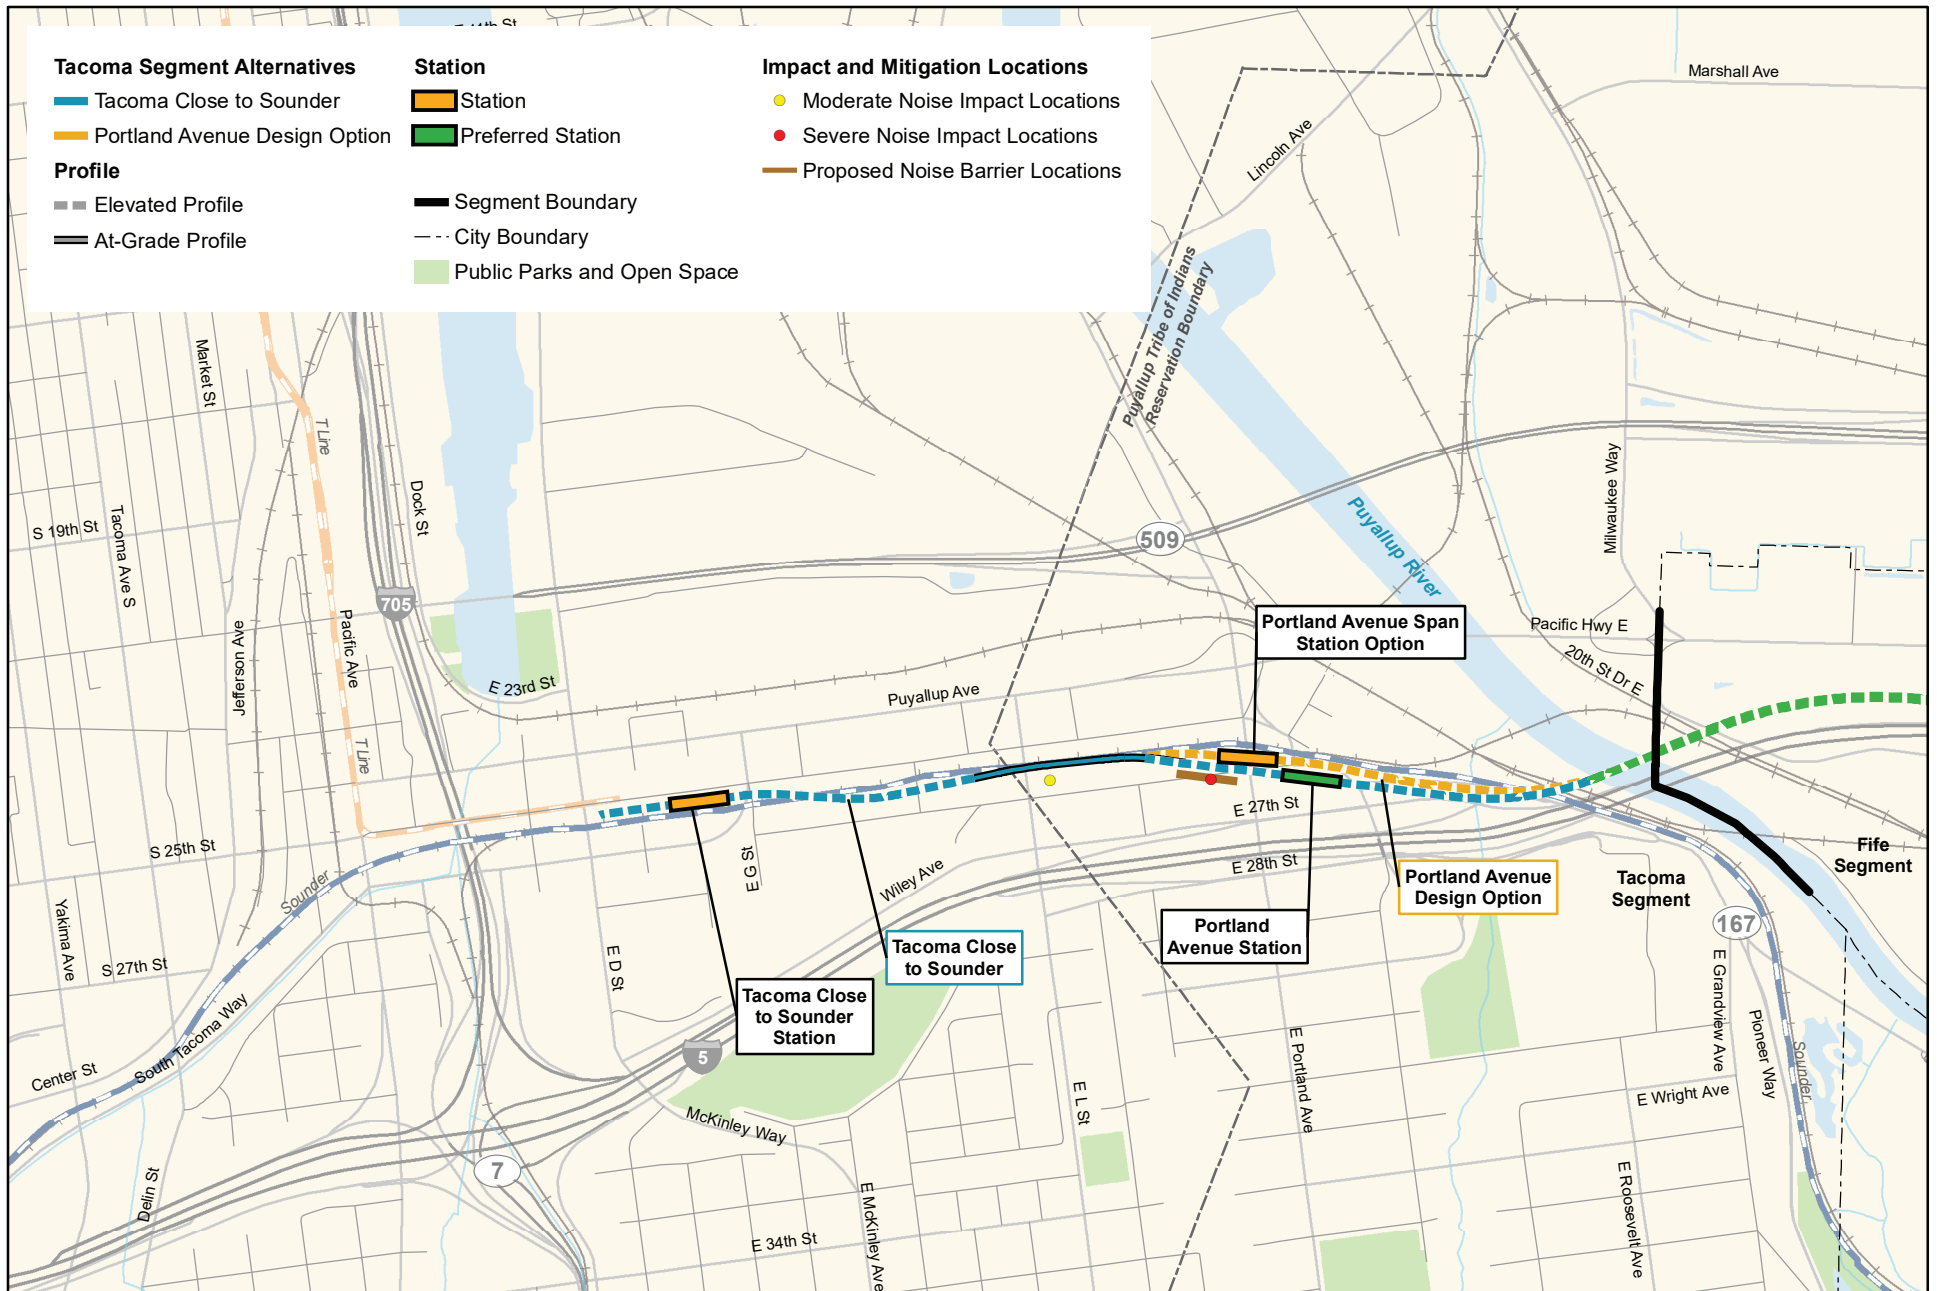 Tacoma Segment Alternatives
Tacoma Close to Sounder
Portland Avenue Design Option
Profile
Elevated Profile
At-Grade Profile
Station
Station
Preferred Station
Segment Boundary
City Boundary
Public Parks and Open Space
Impact and Mitigation Locations
Moderate Noise Impact Locations
Severe Noise Impact Locations
Proposed Noise Barrier Locations
Marshall Ave
Lincoln Ave
Puyallup Tribe of Indians
Reservation Boundary
Market St
T Line
Dock St
Milwaukee Way
S 19th St
Tacoma Ave S
509
Puyallup River
705
Jefferson Ave
Pacific Ave
Portland Avenue Span
Station Option
Pacific Hwy E
20th St Dr E
E 23rd St
Puyallup Ave
T Line
E 27th St
S 25th St
E G St
Wiley Ave
E 28th St
Fife
Segment
Sounder
Portland Avenue
Design Option
Tacoma
Segment
Yakima Ave
Portland
Avenue Station
167
Tacoma Close
to Sounder
S 27th St
E D St
Tacoma Close
to Sounder
Station
E Grandview Ave
Pioneer Way
Sounder
South Tacoma Way
5
Center St
E Portland Ave
E L St
E Wright Ave
McKinley Way
7
Delin St
E McKinley Ave
E Roosevelt Ave
E 34th St